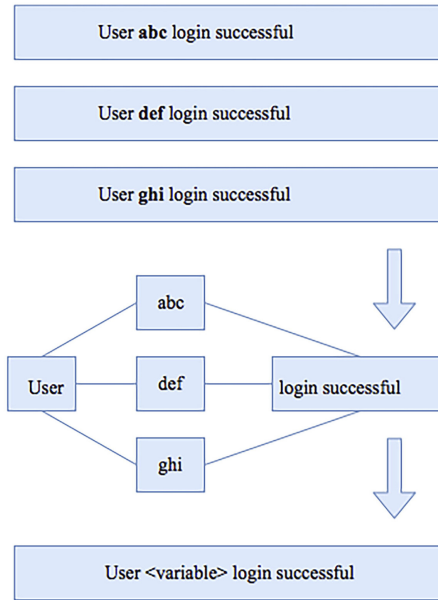 User abc login successful
User def login successful
User ghi login successful
abc
User
def
login successful
ghi
User <variable> login successful